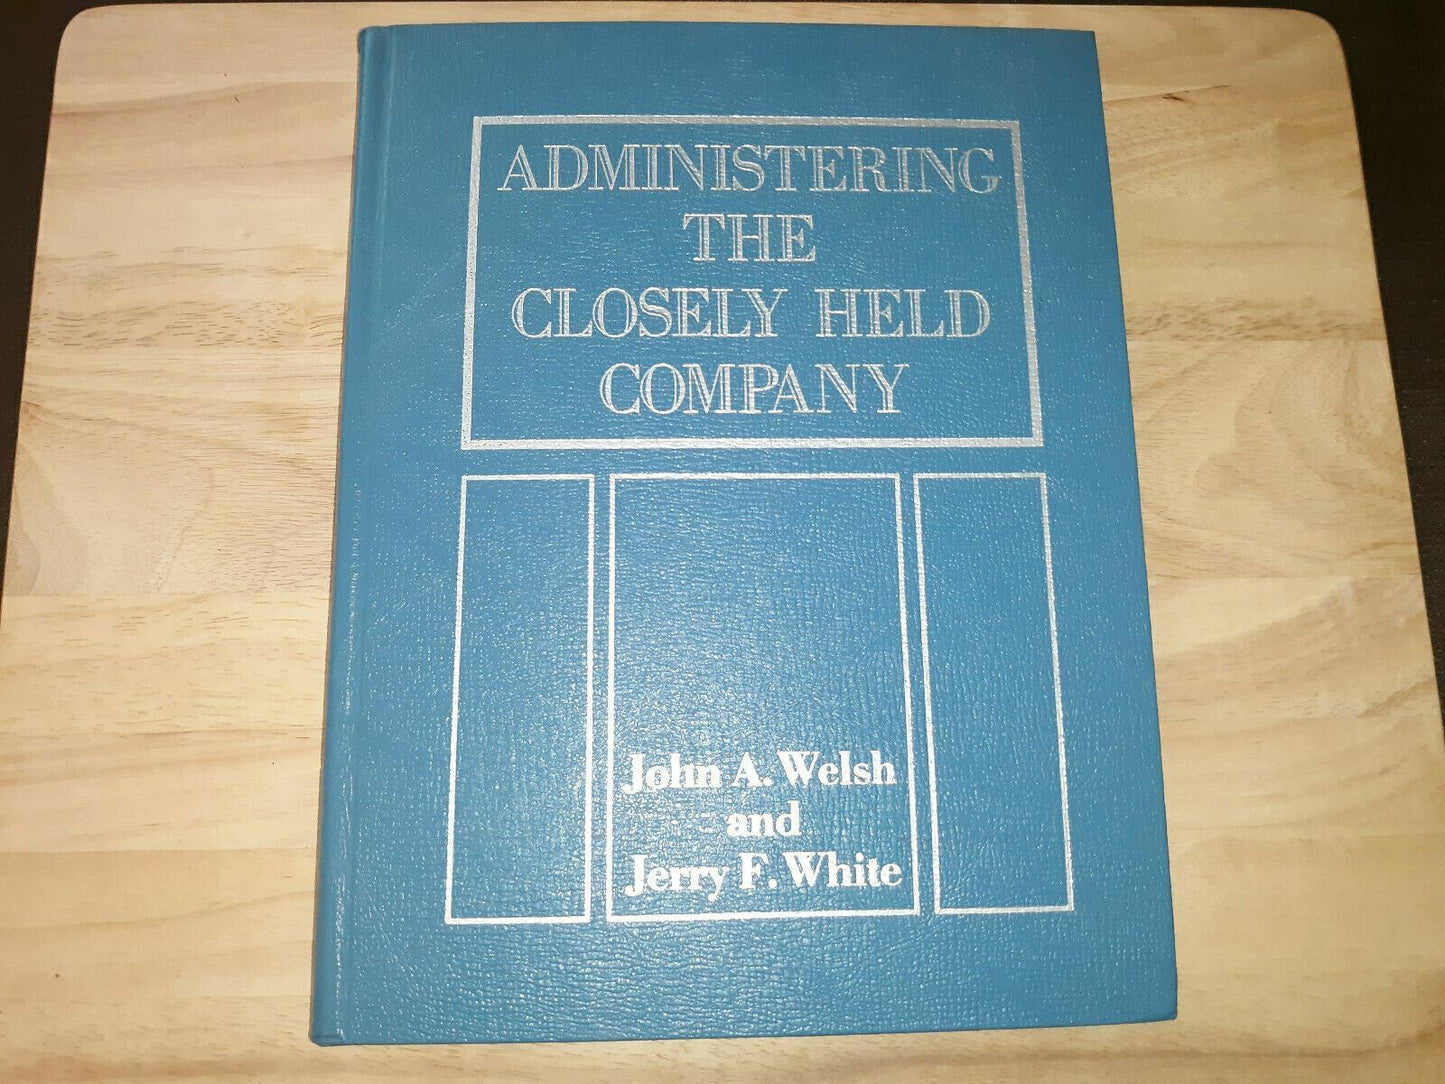 ADMINISTERING
THE
CLOSELY HELD
COMPANY
John A. Welsh
and
Jerry F. White